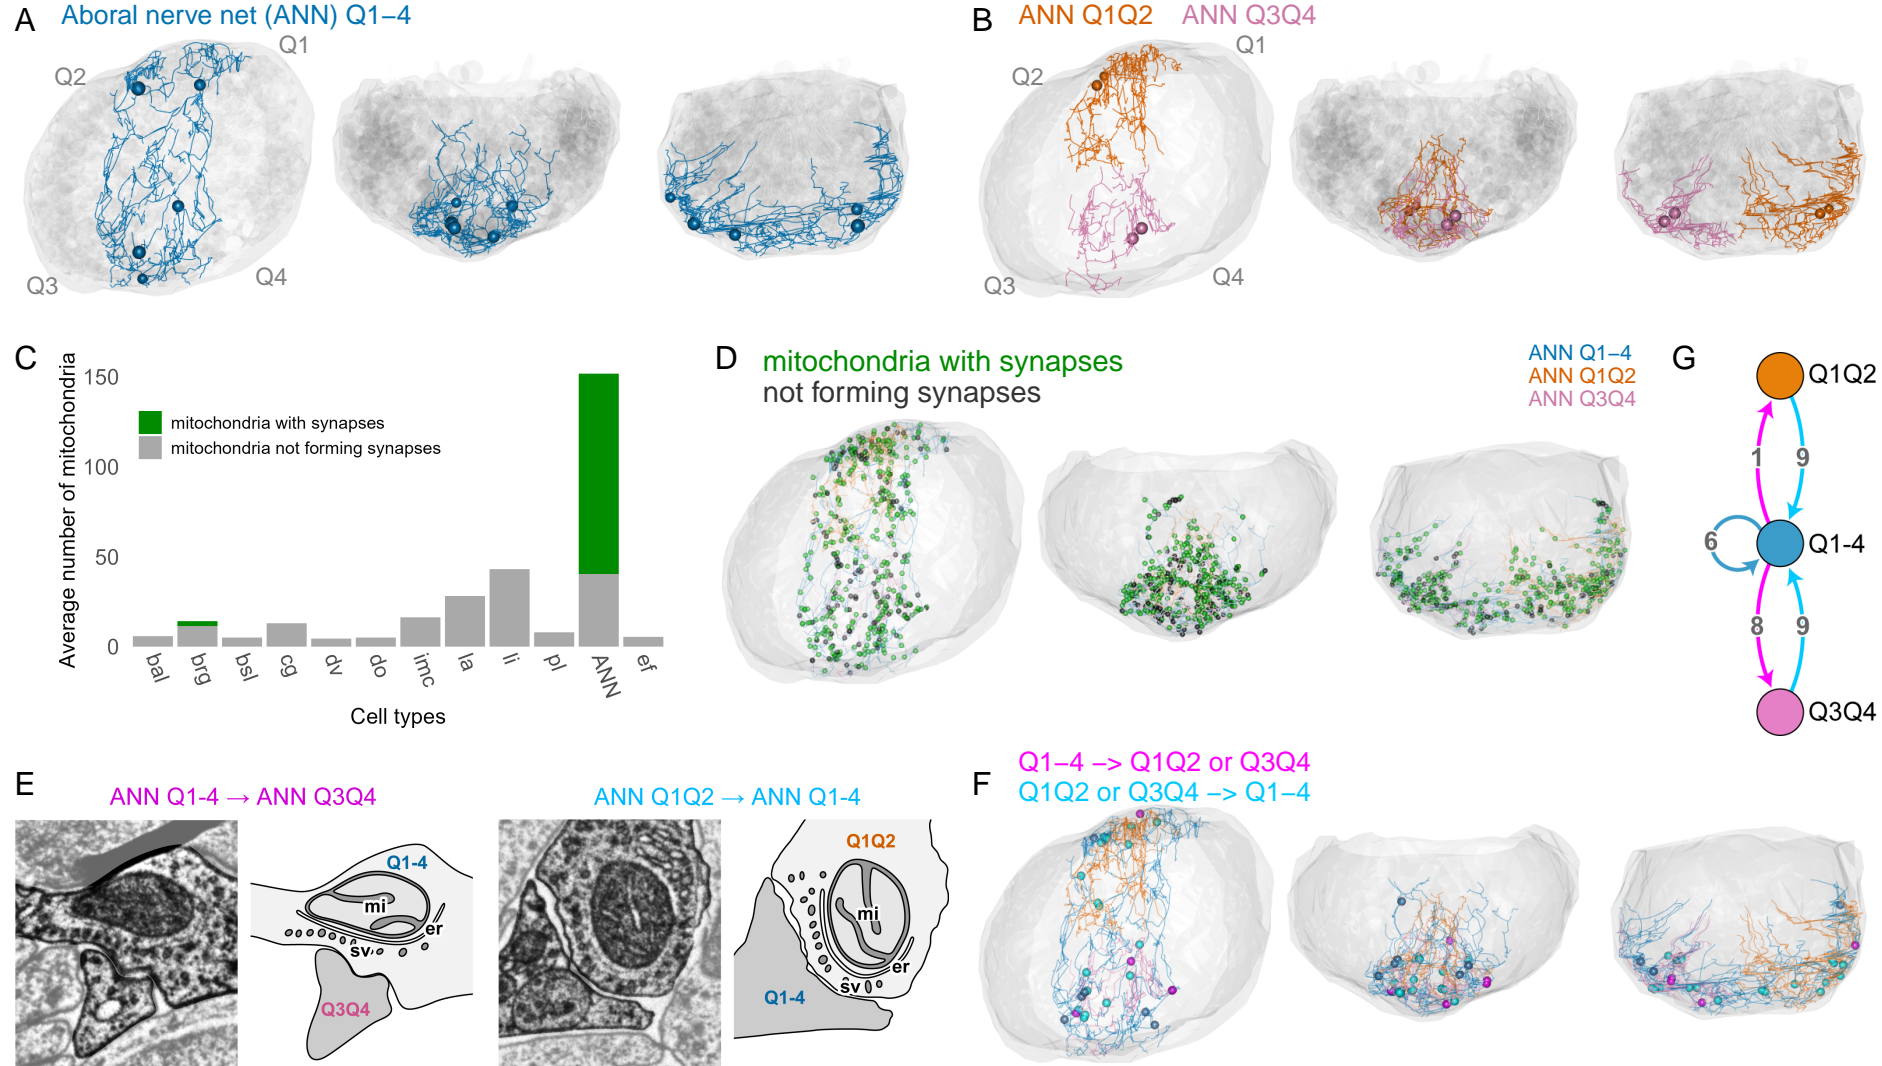 A
Aboral nerve net (ANN) Q1–4
Q1
Q2
Q3
Q4
B
ANN Q1Q2 ANN Q3Q4
Q1
Q2
Q3
Q4
C
Average number of mitochondria
150
100
50
0
mitochondria with synapses
mitochondria not forming synapses
bal
brg
bsl
cg
dv
do
imc
la
li
pl
ANN
ef
Cell types
D
mitochondria with synapses
not forming synapses
ANN Q1–4
ANN Q1Q2
ANN Q3Q4
G
Q1Q2
1
9
6
Q1-4
8
9
Q3Q4
E
ANN Q1-4 → ANN Q3Q4
Q1-4
mi
er
sv
Q3Q4
ANN Q1Q2 → ANN Q1-4
Q1Q2
mi
er
sv
Q1-4
F
Q1–4 –> Q1Q2 or Q3Q4
Q1Q2 or Q3Q4 –> Q1–4